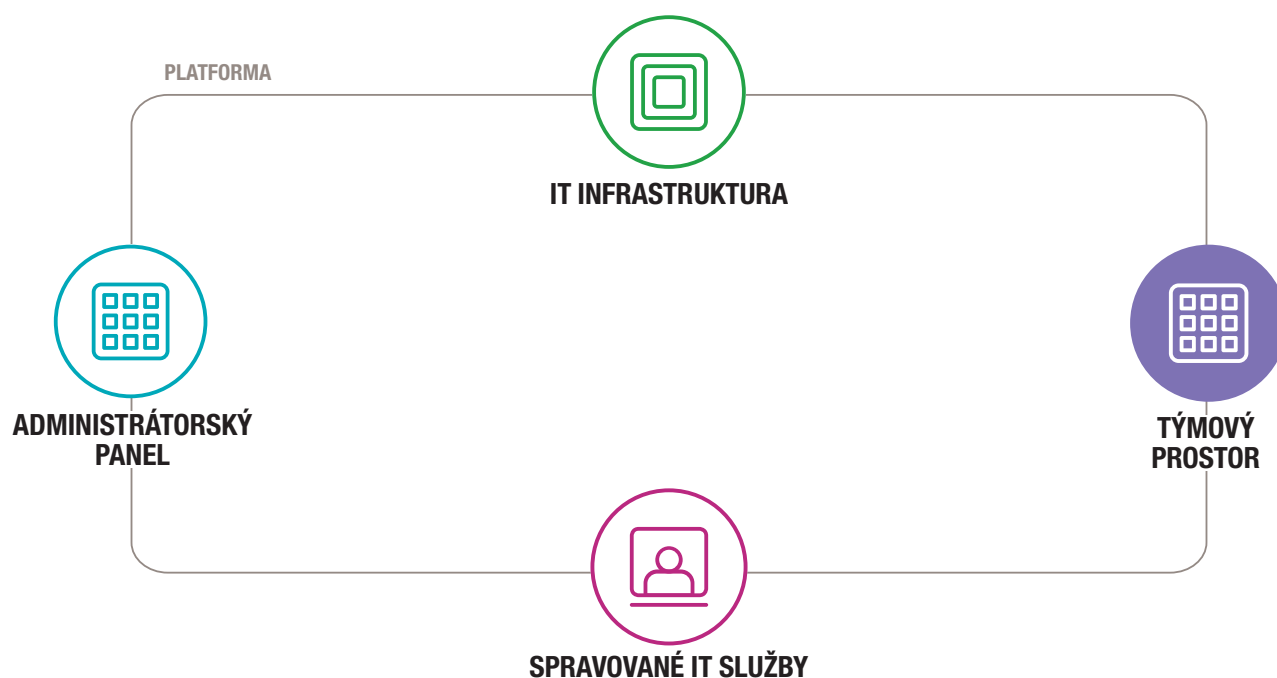 PLATFORMA
IT INFRASTRUKTURA
ADMINISTRÁTORSKÝ
PANEL
TÝMOVÝ
PROSTOR
SPRAVOVANÉ IT SLUŽBY